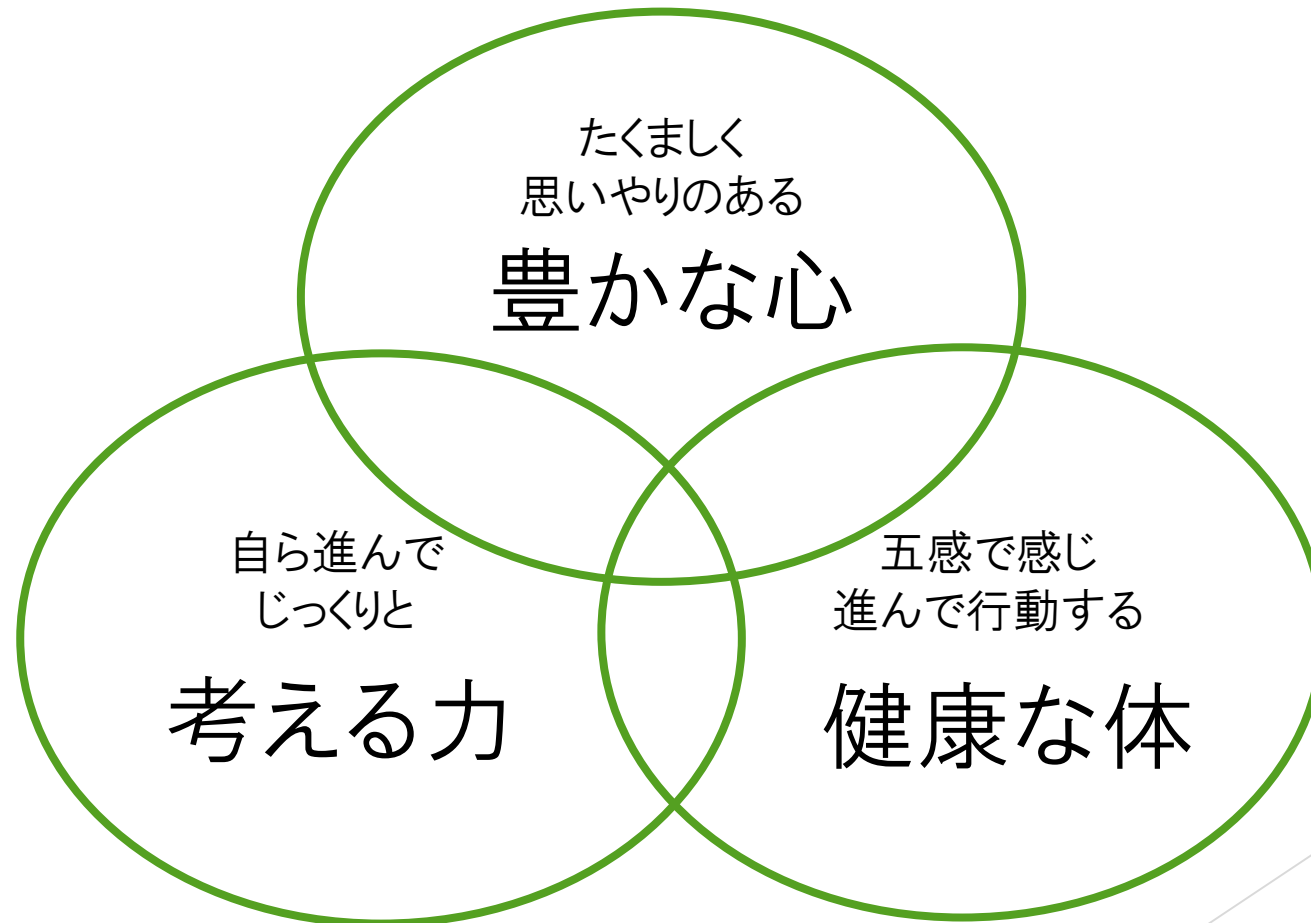 たくましく
思いやりのある
豊かな心
自ら進んで
じっくりと
考える力
五感で感じ
進んで行動する
健康な体